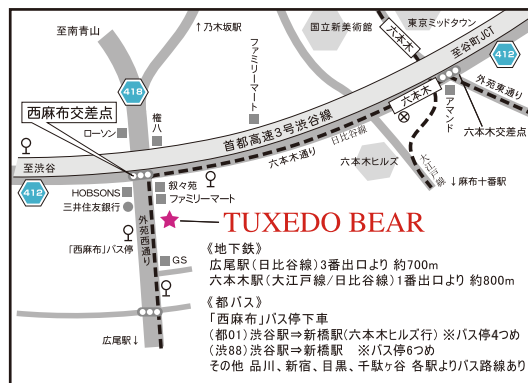 至南青山
↑乃木坂駅
国立新美術館
東京ミッドタウン
六本木
至谷町JCT
412
外苑東通り
418
ファミリーマート
西麻布交差点
ローソン
権八
首都高速3号渋谷線
日比谷線
六本木通り
六本木
アマンド
六本木交差点
六本木ヒルズ
大江戸線
↓麻布十番駅
至渋谷
412
HOBSONS
三井住友銀行
叙々苑
ファミリーマート
外苑西通り
「西麻布」バス停
TUXEDO BEAR
GS
広尾駅↓
《地下鉄》
広尾駅(日比谷線)3番出口より 約700m
六本木駅(大江戸線/日比谷線)1番出口より 約800m
《都バス》
「西麻布」バス停下車
(都01)渋谷駅⇒新橋駅(六本木ヒルズ行) ※バス停4つめ
(渋88)渋谷駅⇒新橋駅 ※バス停6つめ
その他 品川、新宿、目黒、千駄ヶ谷 各駅よりバス路線あり